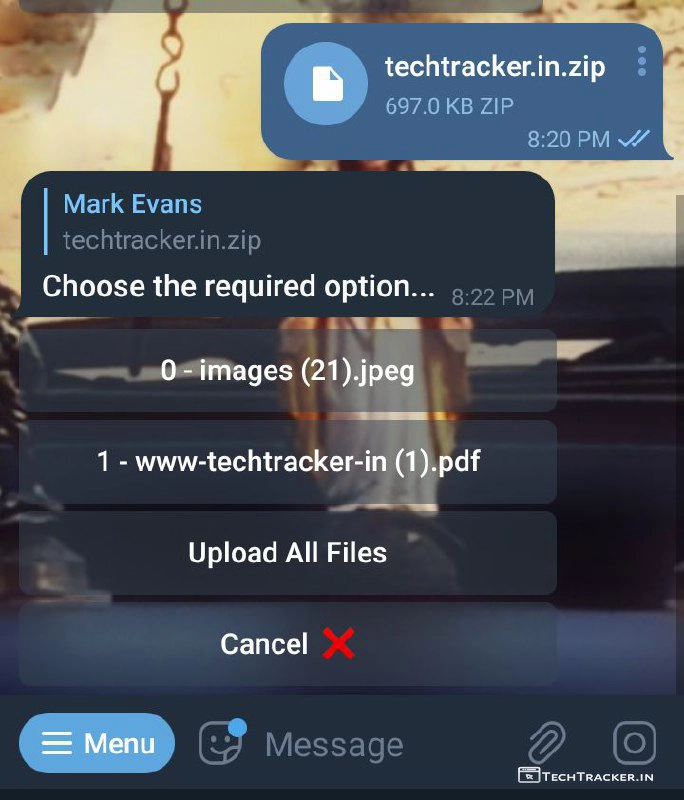 techtracker.in.zip
697.0 KB ZIP
8:20 PM
Mark Evans
techtracker.in.zip
Choose the required option...
8:22 PM
0 - images (21).jpeg
1 - www-techtracker-in (1).pdf
Upload All Files
Cancel ❌
Menu
Message
TECHTRACKER.IN